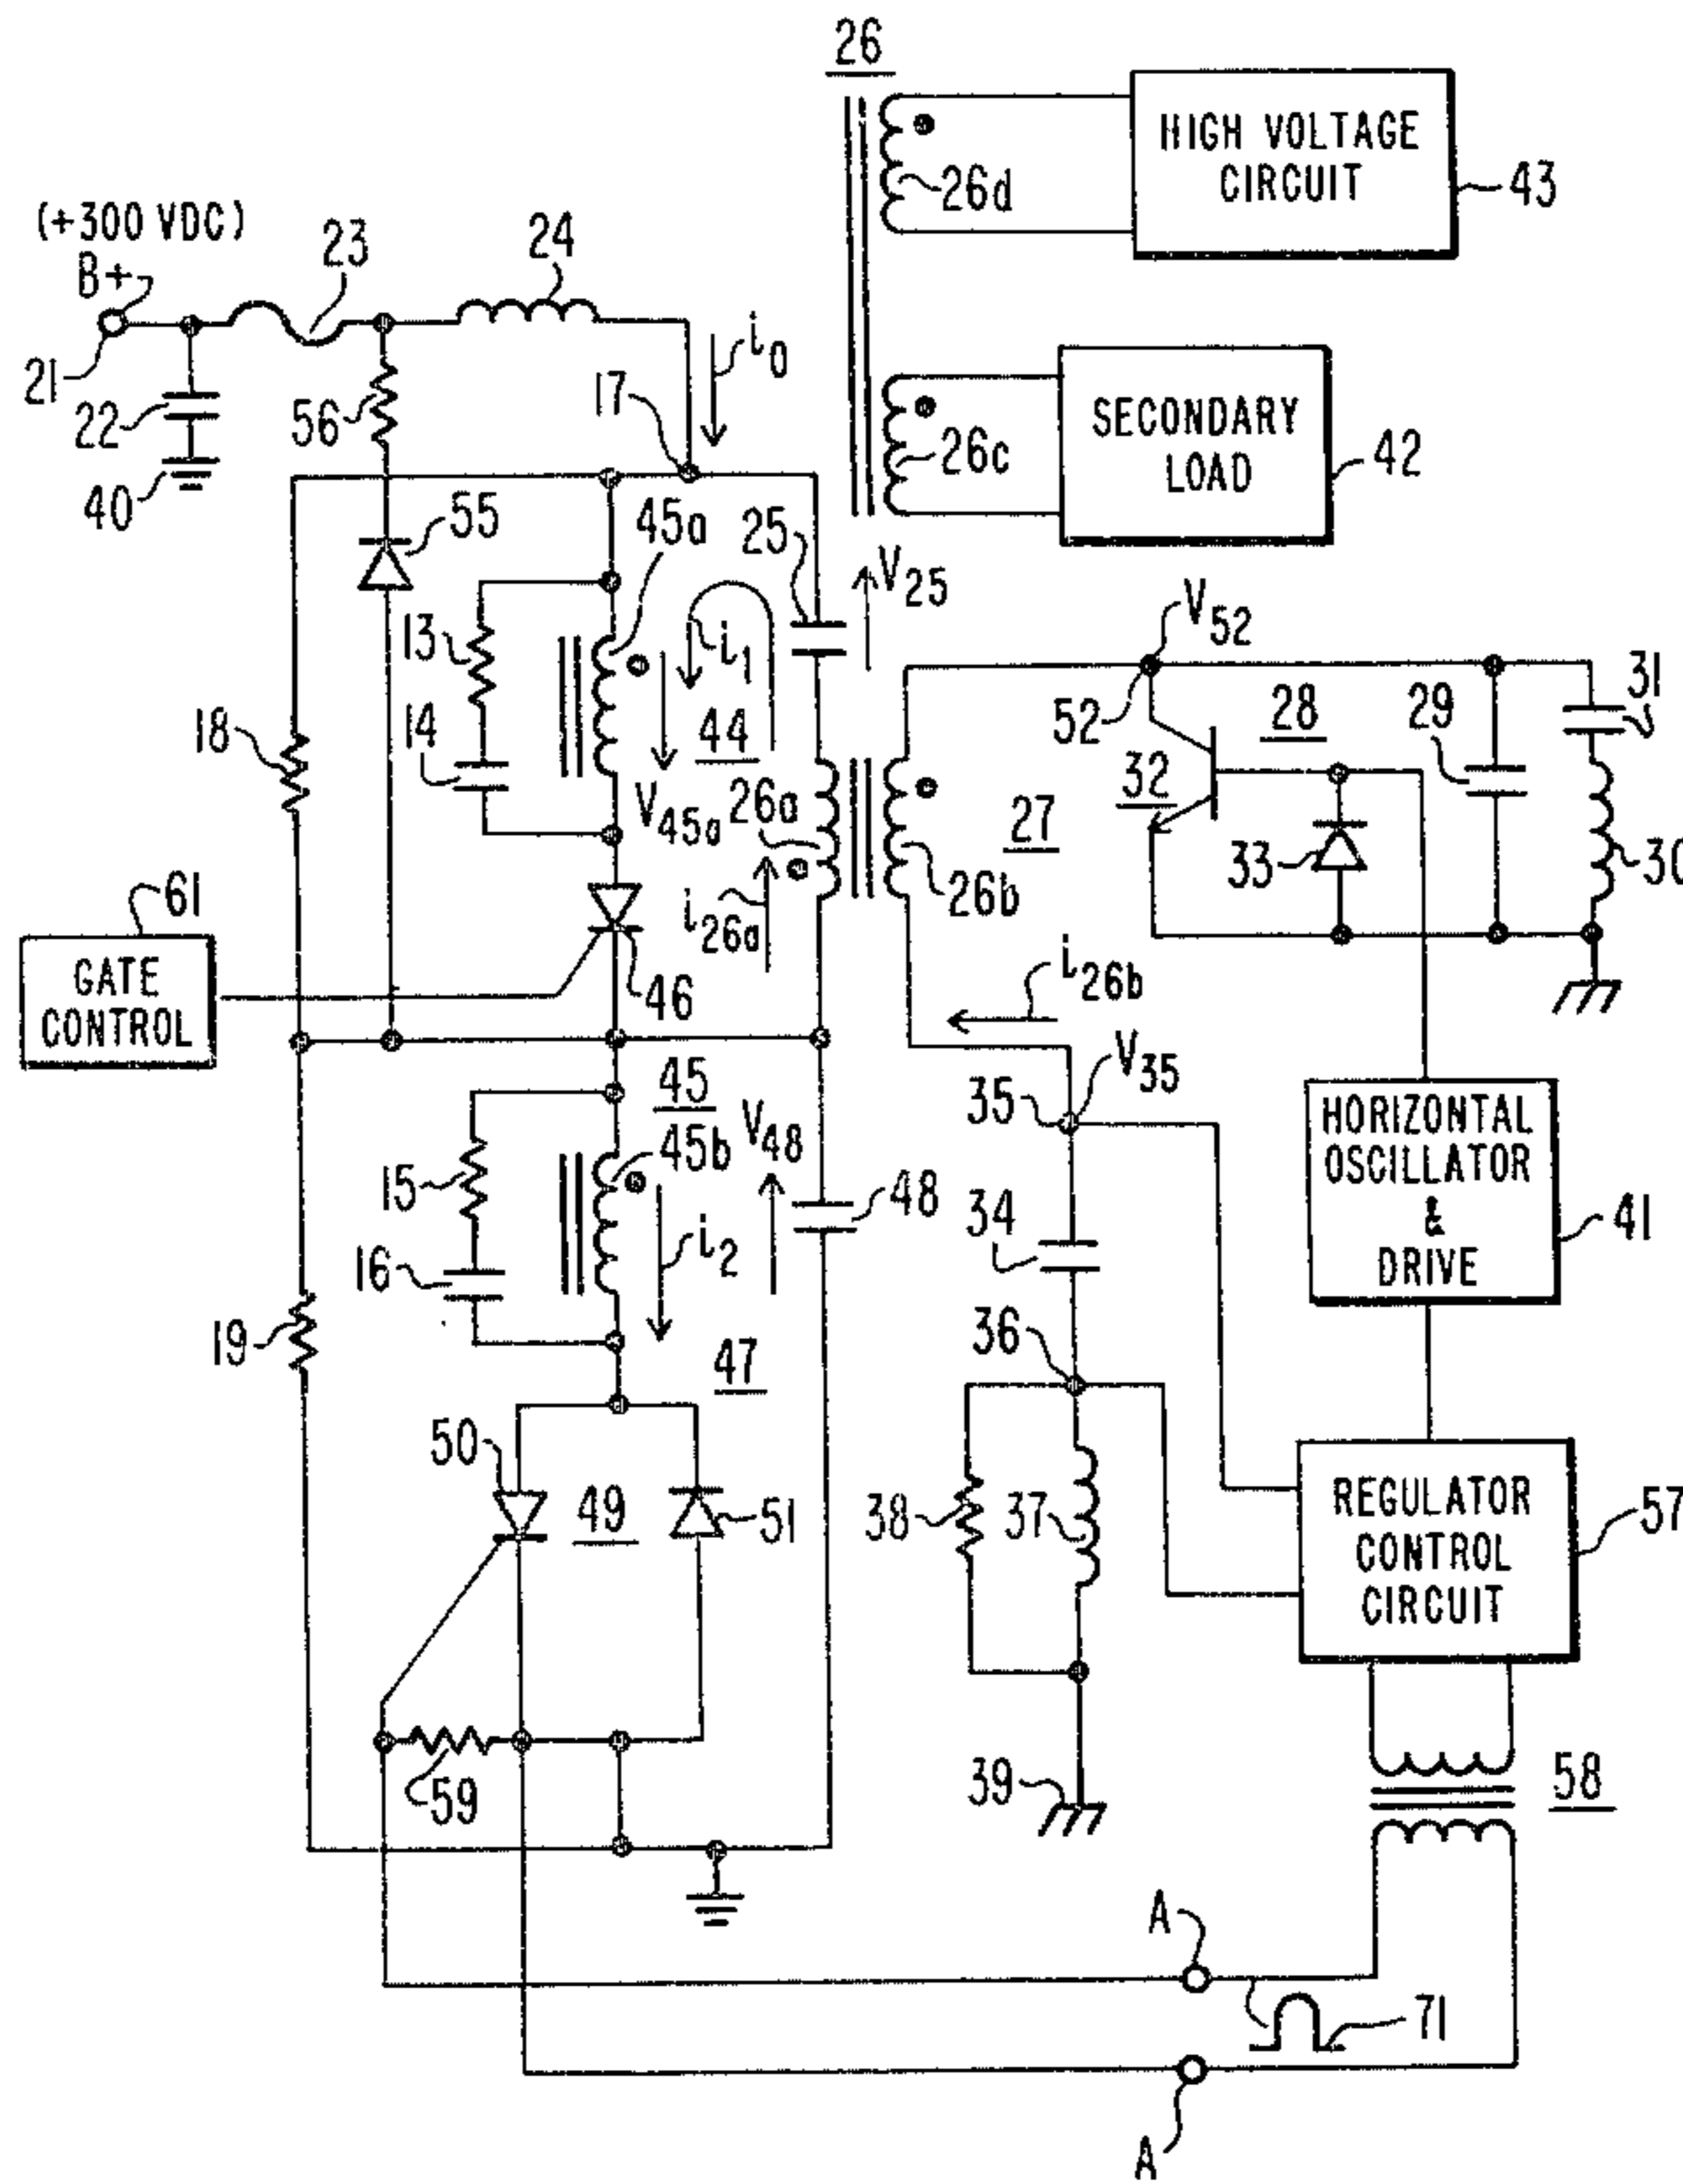 26
HIGH VOLTAGE
CIRCUIT
43
26d
(+300 VDC)
B+
23
24
21
22
40
56
17
i0
SECONDARY
LOAD
42
26c
55
45a
25
V25
13
14
i1
44
V45a
18
26a
i26a
V52
52
28
29
31
32
33
30
27
26b
61
GATE
CONTROL
46
i26b
V35
35
45
45b
V48
48
15
16
i2
19
47
34
36
HORIZONTAL
OSCILLATOR
&
DRIVE
41
50
49
51
38
37
REGULATOR
CONTROL
CIRCUIT
57
59
39
58
A
71
A